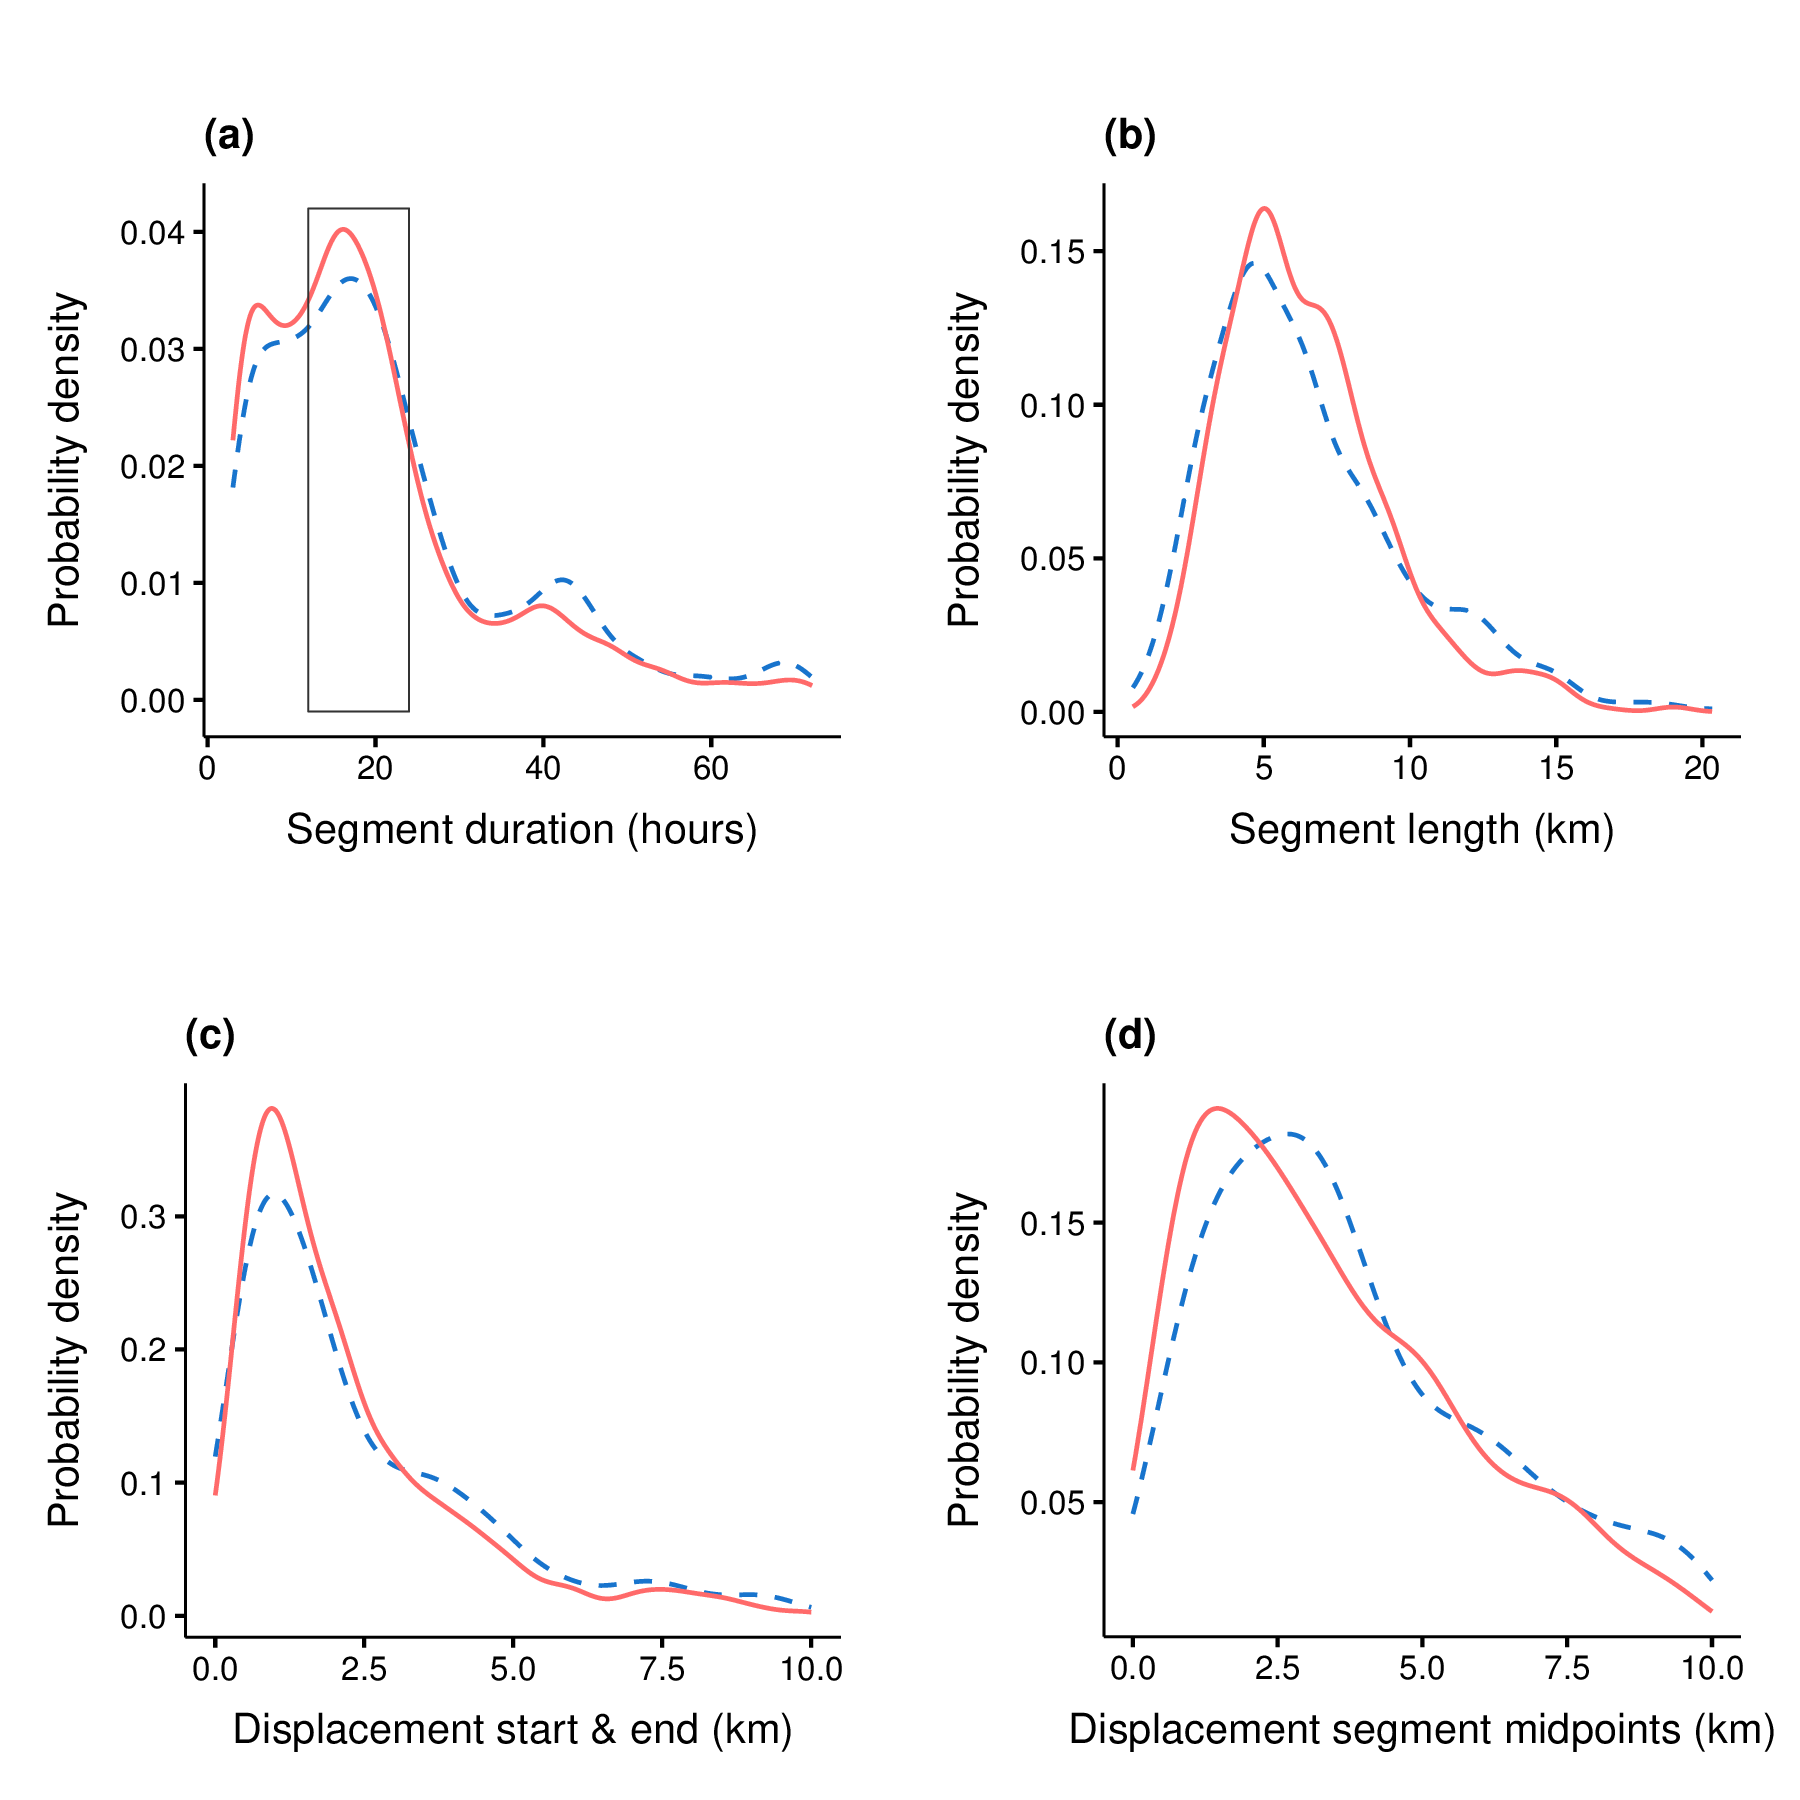 (a)
Probability density
0.04
0.03
0.02
0.01
0.00
0 20 40 60
Segment duration (hours)
(b)
Probability density
0.15
0.10
0.05
0.00
0 5 10 15 20
Segment length (km)
(c)
Probability density
0.3
0.2
0.1
0.0
0.0 2.5 5.0 7.5 10.0
Displacement start & end (km)
(d)
Probability density
0.15
0.10
0.05
0.0 2.5 5.0 7.5 10.0
Displacement segment midpoints (km)